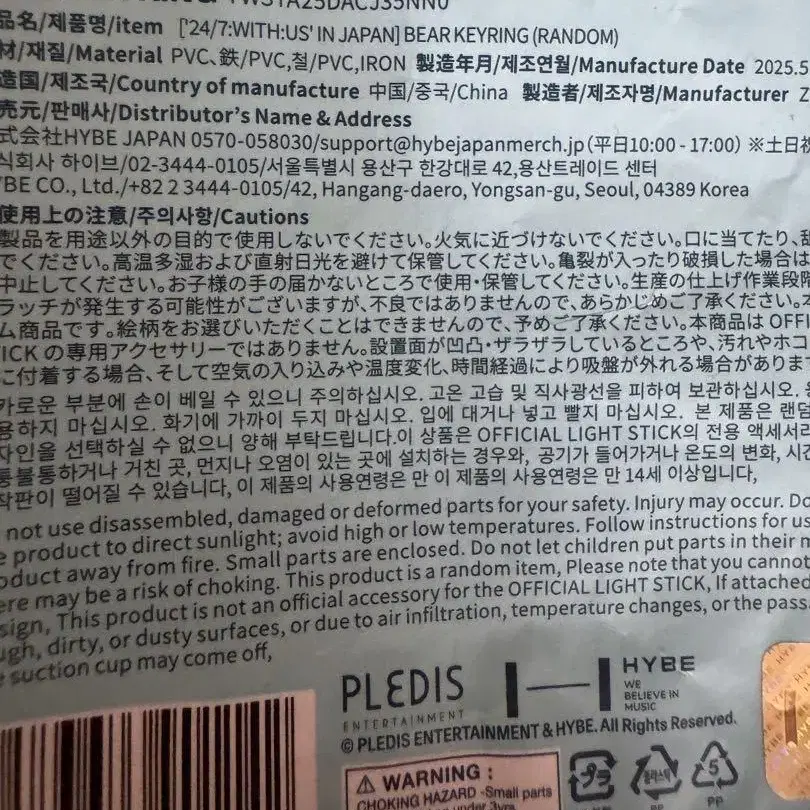 TWSTA25DACJ35NN0
品名/제품명/item ['24/7:WITH:US' IN JAPAN] BEAR KEYRING (RANDOM)
材/재질/Material PVC、鉄/PVC,철/PVC,IRON 製造年月/제조연월/Manufacture Date 2025.5
造国/제조국/Country of manufacture 中国/중국/China 製造者/제조자명/Manufacturer Z
売元/판매사/Distributor's Name & Address
式会社HYBE JAPAN 0570-058030/support@hybejapanmerch.jp (平日10:00 - 17:00) ※土日祝
식회사 하이브/02-3444-0105/서울특별시 용산구 한강대로 42,용산트레이드 센터
YBE CO., Ltd./+82 2 3444-0105/42, Hangang-daero, Yongsan-gu, Seoul, 04389 Korea
使用上の注意/주의사항/Cautions
製品を用途以外の目的で使用しないでください。火気に近づけないでください。口に当てたり、舐
でください。高温多湿および直射日光を避けて保管してください。亀裂が入ったり破損した場合は
中止してください。お子様の手の届かないところで使用・保管してください。生産の仕上げ作業段階
ラッチが発生する可能性がございますが、不良ではありませんので、あらかじめご了承ください。
ム商品です。絵柄をお選びいただくことはできませんので、予めご了承ください。本商品は OFFI
TICK の専用アクセサリーではありません。設置面が凹凸・ザラザラしているところや、汚れやホコ
に付着する場合、そして空気の入り込みや温度変化、時間経過により吸盤が外れる場合がありま
카로운 부분에 손이 베일 수 있으니 주의하십시오. 고온 고습 및 직사광선을 피하여 보관하십시오.
용하지 마십시오. 화기에 가까이 두지 마십시오. 입에 대거나 넣고 빨지 마십시오. 본 제품은 랜덤
자인을 선택하실 수 없으니 양해 부탁드립니다.이 상품은 OFFICIAL LIGHT STICK의 전용 액세서리
통불통하거나 거친 곳, 먼지나 오염이 있는 곳에 설치하는 경우와, 공기가 들어가거나 온도의 변화, 시간
착판이 떨어질 수 있습니다, 이 제품의 사용연령은 만 이 제품의 사용연령은 만 14세 이상입니다,
not use disassembled, damaged or deformed parts for your safety. Injury may occur. Do
e product to direct sunlight; avoid high or low temperatures. Follow instructions for us
oduct away from fire. Small parts are enclosed. Do not let children put parts in their m
ere may be a risk of choking. This product is a random item, Please note that you cannot
sign, This product is not an official accessory for the OFFICIAL LIGHT STICK, If attached
ugh, dirty, or dusty surfaces, or due to air infiltration, temperature changes, or the pass
e suction cup may come off,
PLEDIS
ENTERTAINMENT
HYBE
WE
BELIEVE IN
MUSIC
© PLEDIS ENTERTAINMENT & HYBE. All Rights Reserved.
WARNING :
CHOKING HAZARD -Small parts
under 3yrs
プラ
플라스틱
PP
5
PP